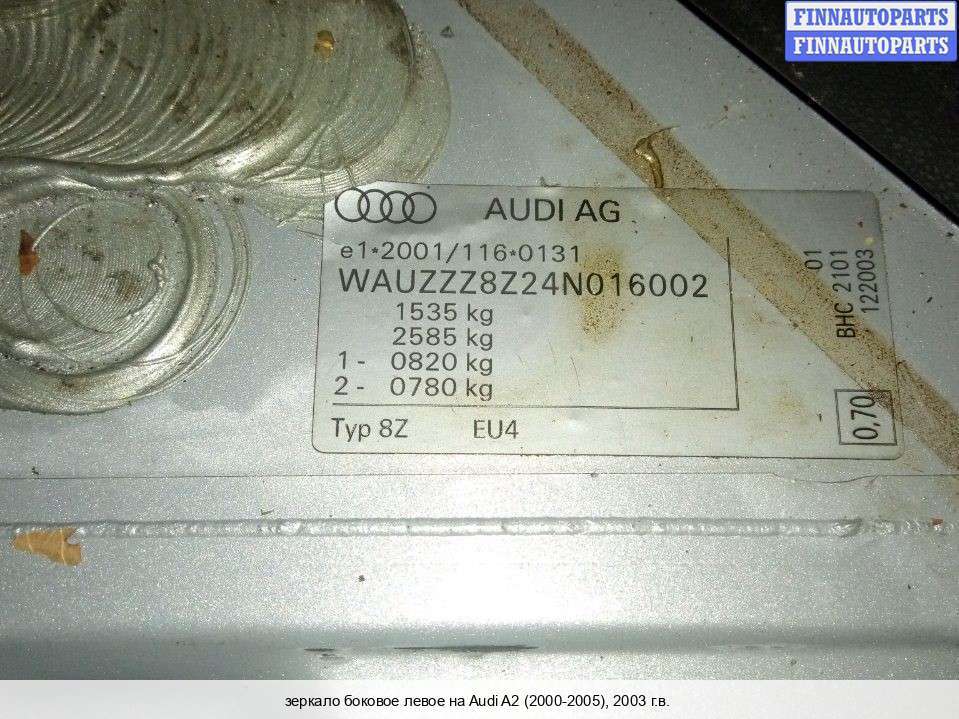 FINNAUTOPARTS
FINNAUTOPARTS
AUDI AG
e1*2001/116*0131
WAUZZZ8Z24N016002
1535 kg
2585 kg
1 - 0820 kg
2 - 0780 kg
Typ 8Z EU4
01
BHC 2101
122003
0,70
зеркало боковое левое на Audi A2 (2000-2005), 2003 г.в.